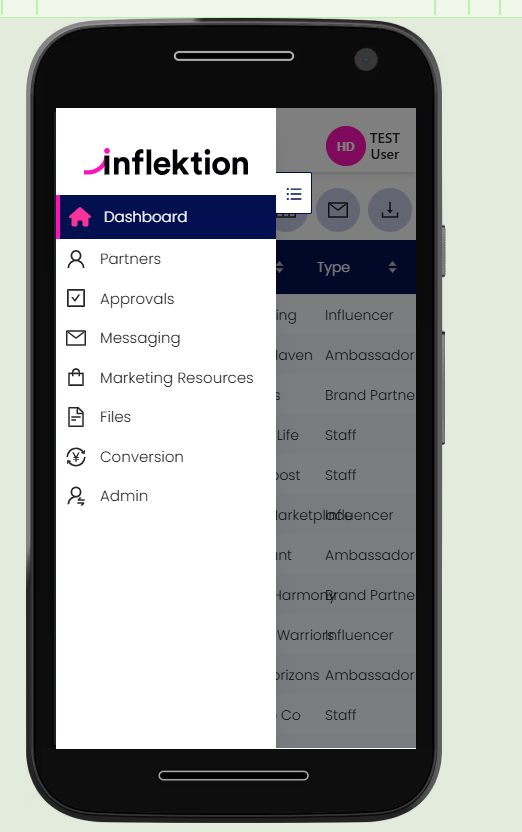 inflektion
HD
TEST
User
Dashboard
Partners
Approvals
Messaging
Marketing Resources
Files
Conversion
Admin
Type
ing Influencer
Haven Ambassador
s Brand Partne
Life Staff
post Staff
Marketplace Influencer
nt Ambassador
Harmony Brand Partne
Warriors Influencer
orizons Ambassador
Co Staff